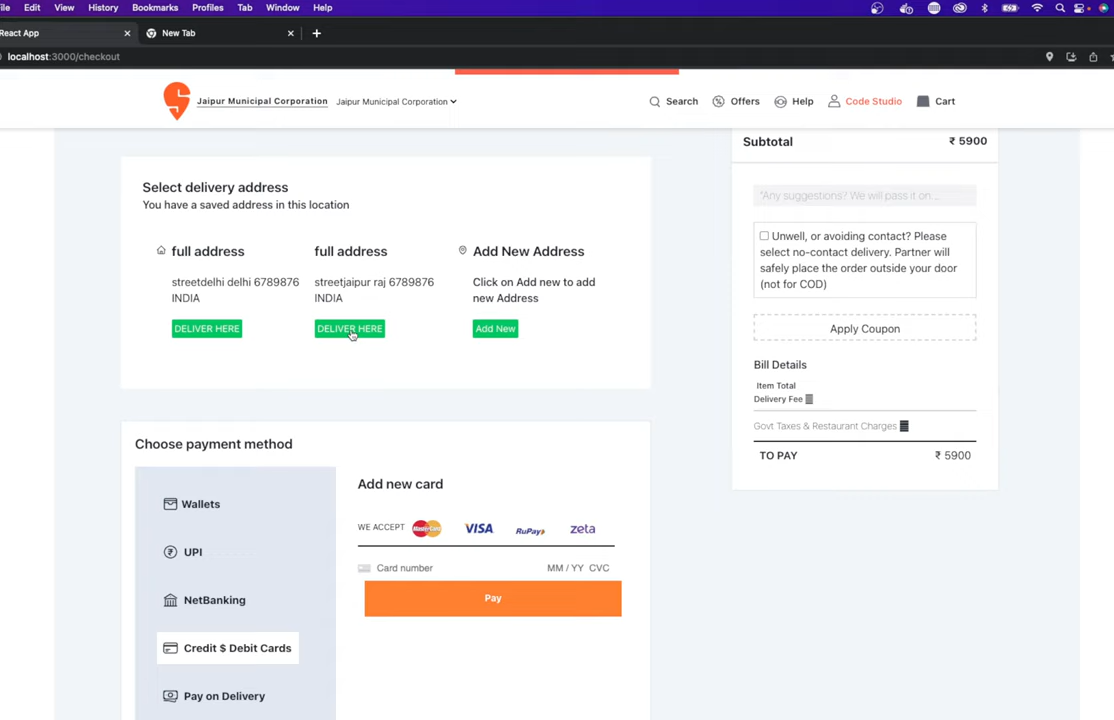 File Edit View History Bookmarks Profiles Tab Window Help
React App New Tab
localhost:3000/checkout
Jaipur Municipal Corporation Jaipur Municipal Corporation Search Offers Help Code Studio Cart
Subtotal ₹ 5900
Select delivery address
You have a saved address in this location
"Any suggestions? We will pass it on...
full address full address Add New Address
streetdelhi delhi 6789876 streetjaipur raj 6789876 Click on Add new to add
INDIA INDIA new Address
DELIVER HERE DELIVER HERE Add New
Unwell, or avoiding contact? Please
select no-contact delivery. Partner will
safely place the order outside your door
(not for COD)
Apply Coupon
Bill Details
Item Total
Delivery Fee
Govt Taxes & Restaurant Charges
TO PAY ₹ 5900
Choose payment method
Wallets
UPI
NetBanking
Credit $ Debit Cards
Pay on Delivery
Add new card
WE ACCEPT MasterCard VISA RuPay zeta
Card number MM / YY CVC
Pay